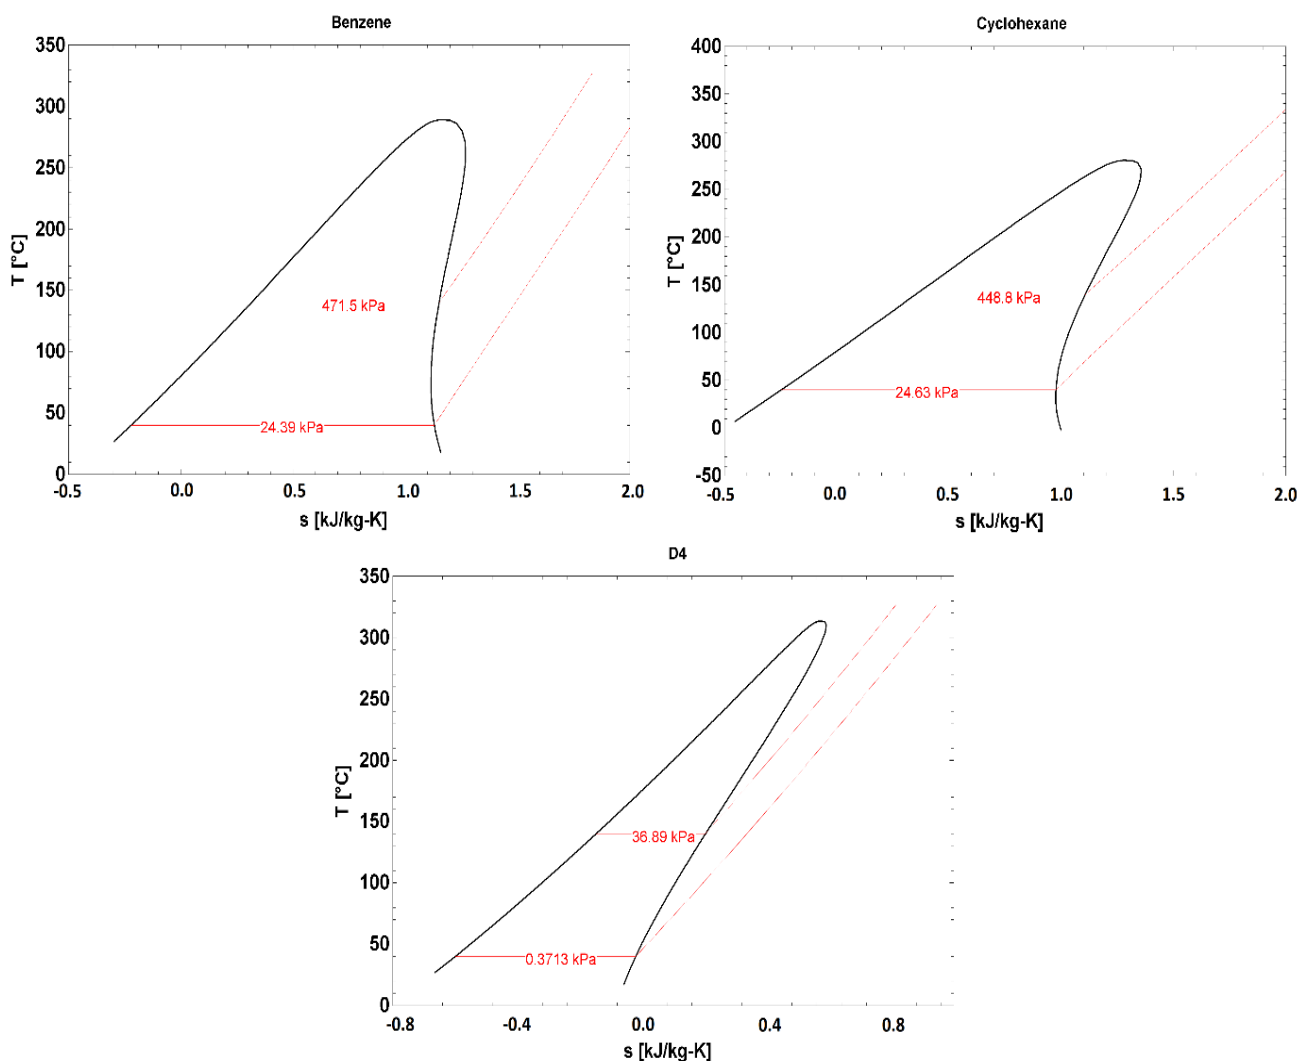 Benzene
350
300
250
200
150
100
50
0
T [°C]
471.5 kPa
24.39 kPa
-0.5
0.0
0.5
1.0
1.5
2.0
s [kJ/kg-K]
Cyclohexane
400
350
300
250
200
150
100
50
0
-50
T [°C]
448.8 kPa
24.63 kPa
-0.5
0.0
0.5
1.0
1.5
2.0
s [kJ/kg-K]
D4
350
300
250
200
150
100
50
0
T [°C]
36.89 kPa
0.3713 kPa
-0.8
-0.4
0.0
0.4
0.8
s [kJ/kg-K]